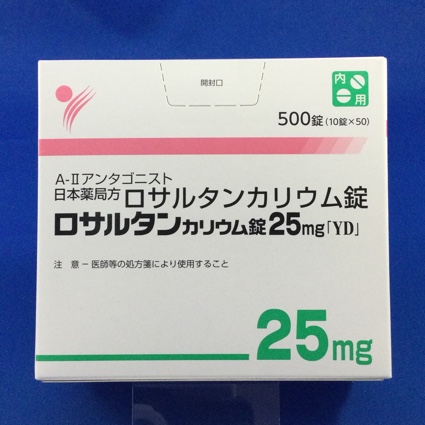 開封口
内用
500錠(10錠×50)
A-IIアンタゴニスト
日本薬局方 ロサルタンカリウム錠
ロサルタンカリウム錠25mg「YD」
注 意 － 医師等の処方箋により使用すること
25mg